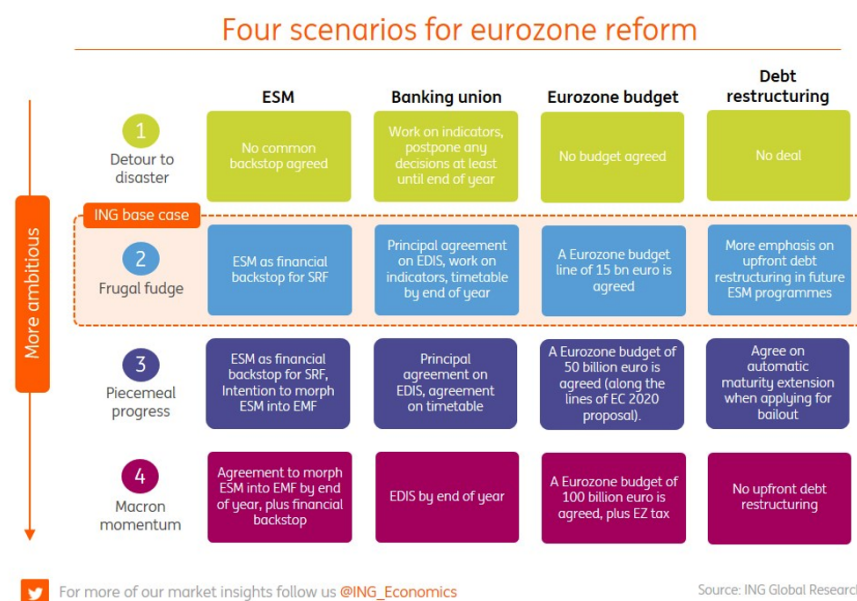 Four scenarios for eurozone reform
ESM
Banking union
Eurozone budget
Debt
restructuring
More ambitious
1
Detour to
disaster
No common
backstop agreed
Work on indicators,
postpone any
decisions at least
until end of year
No budget agreed
No deal
ING base case
2
Frugal fudge
ESM as financial
backstop for SRF
Principal agreement
on EDIS, work on
indicators, timetable
by end of year
A Eurozone budget
line of 15 bn euro is
agreed
More emphasis on
upfront debt
restructuring in future
ESM programmes
3
Piecemeal
progress
ESM as financial
backstop for SRF,
Intention to morph
ESM into EMF
Principal
agreement on
EDIS, agreement
on timetable
A Eurozone budget of
50 billion euro is
agreed (along the
lines of EC 2020
proposal).
Agree on
automatic
maturity extension
when applying for
bailout
4
Macron
momentum
Agreement to morph
ESM into EMF by end
of year, plus financial
backstop
EDIS by end of year
A Eurozone budget of
100 billion euro is
agreed, plus EZ tax
No upfront debt
restructuring
For more of our market insights follow us @ING_Economics
Source: ING Global Research